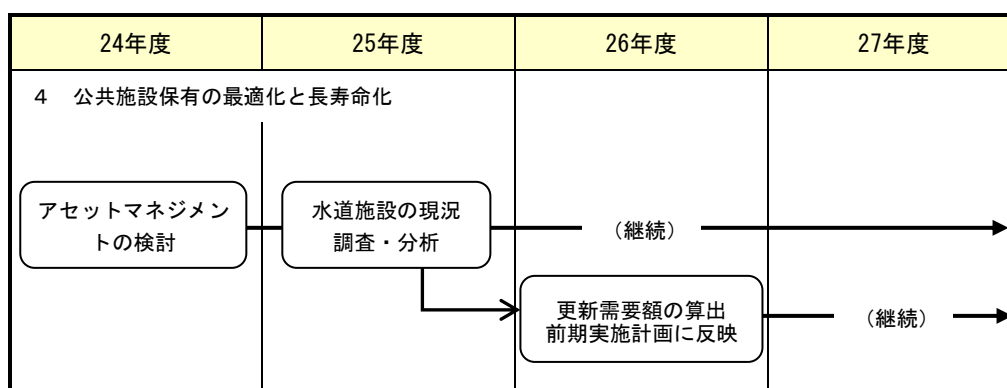 24年度
25年度
26年度
27年度
４　公共施設保有の最適化と長寿命化
アセットマネジメン
トの検討
水道施設の現況
調査・分析
（継続）
更新需要額の算出
前期実施計画に反映
（継続）